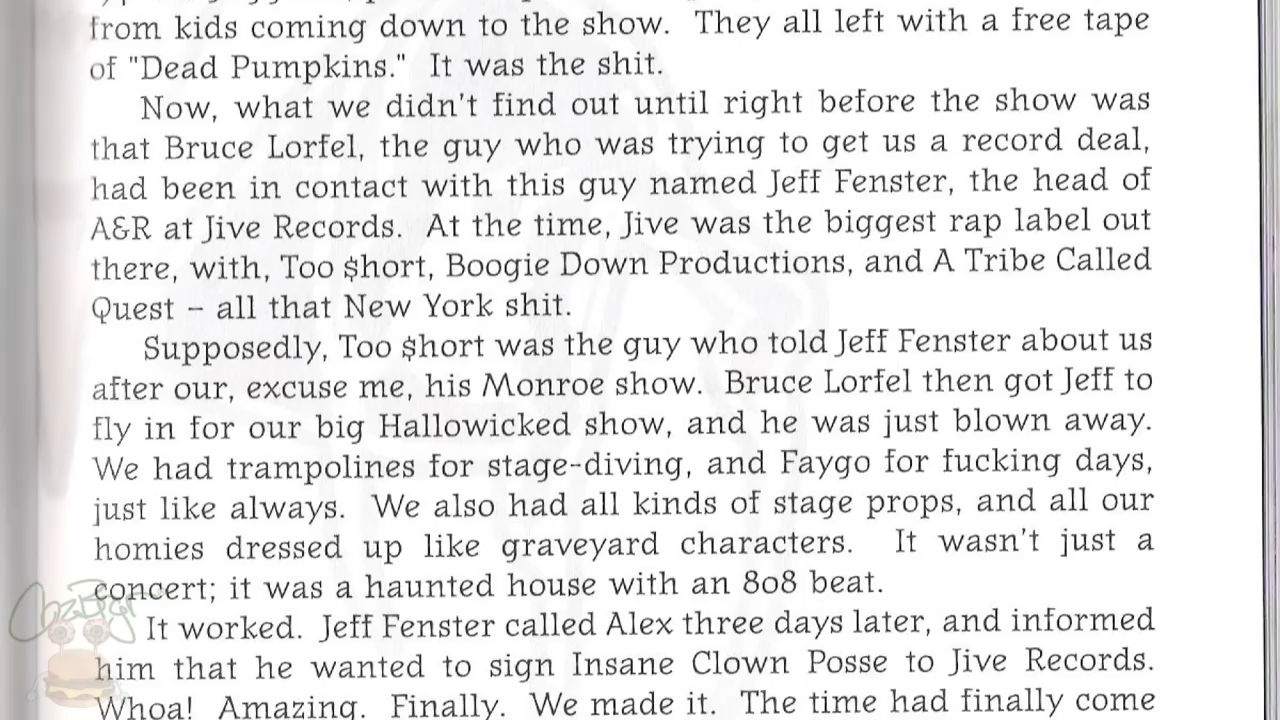 from kids coming down to the show. They all left with a free tape
of "Dead Pumpkins." It was the shit.
Now, what we didn't find out until right before the show was
that Bruce Lorfel, the guy who was trying to get us a record deal,
had been in contact with this guy named Jeff Fenster, the head of
A&R at Jive Records. At the time, Jive was the biggest rap label out
there, with, Too $hort, Boogie Down Productions, and A Tribe Called
Quest – all that New York shit.
Supposedly, Too $hort was the guy who told Jeff Fenster about us
after our, excuse me, his Monroe show. Bruce Lorfel then got Jeff to
fly in for our big Hallowicked show, and he was just blown away.
We had trampolines for stage-diving, and Faygo for fucking days,
just like always. We also had all kinds of stage props, and all our
homies dressed up like graveyard characters. It wasn't just a
concert; it was a haunted house with an 808 beat.
It worked. Jeff Fenster called Alex three days later, and informed
him that he wanted to sign Insane Clown Posse to Jive Records.
Whoa! Amazing. Finally. We made it. The time had finally come